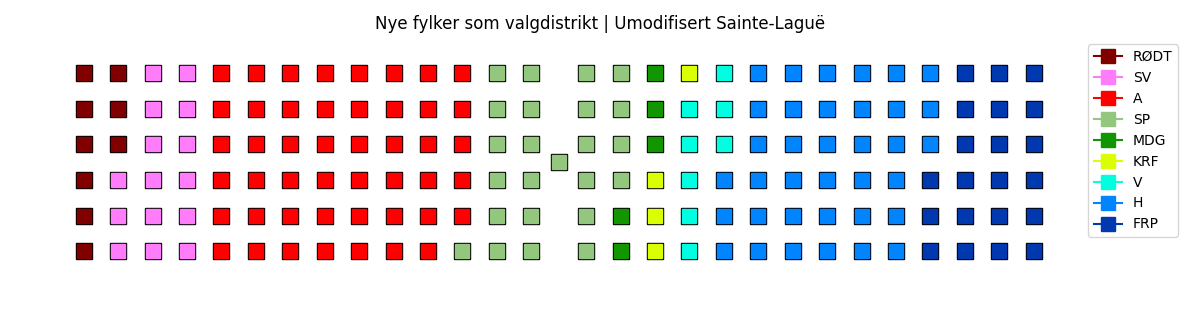 Nye fylker som valgdistrikt | Umodifisert Sainte-Laguë
RØDT
SV
A
SP
MDG
KRF
V
H
FRP